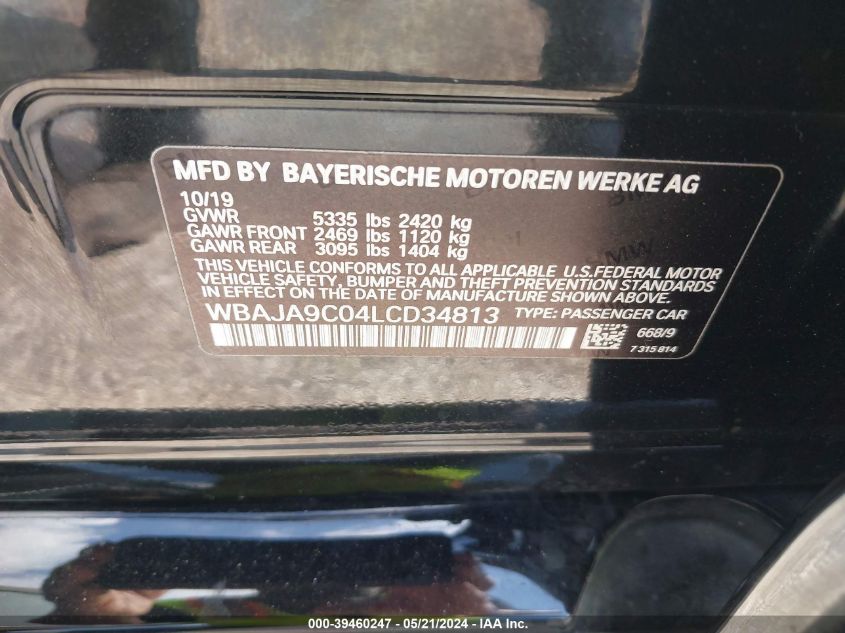 MFD BY BAYERISCHE MOTOREN WERKE AG
10/19
GVWR 5335 lbs 2420 kg
GAWR FRONT 2469 lbs 1120 kg
GAWR REAR 3095 lbs 1404 kg
THIS VEHICLE CONFORMS TO ALL APPLICABLE U.S.FEDERAL MOTOR
VEHICLE SAFETY, BUMPER AND THEFT PREVENTION STANDARDS
IN EFFECT ON THE DATE OF MANUFACTURE SHOWN ABOVE.
WBAJA9C04LCD34813 TYPE: PASSENGER CAR
668/9
7 315 814
000-39460247 - 05/21/2024 - IAA Inc.